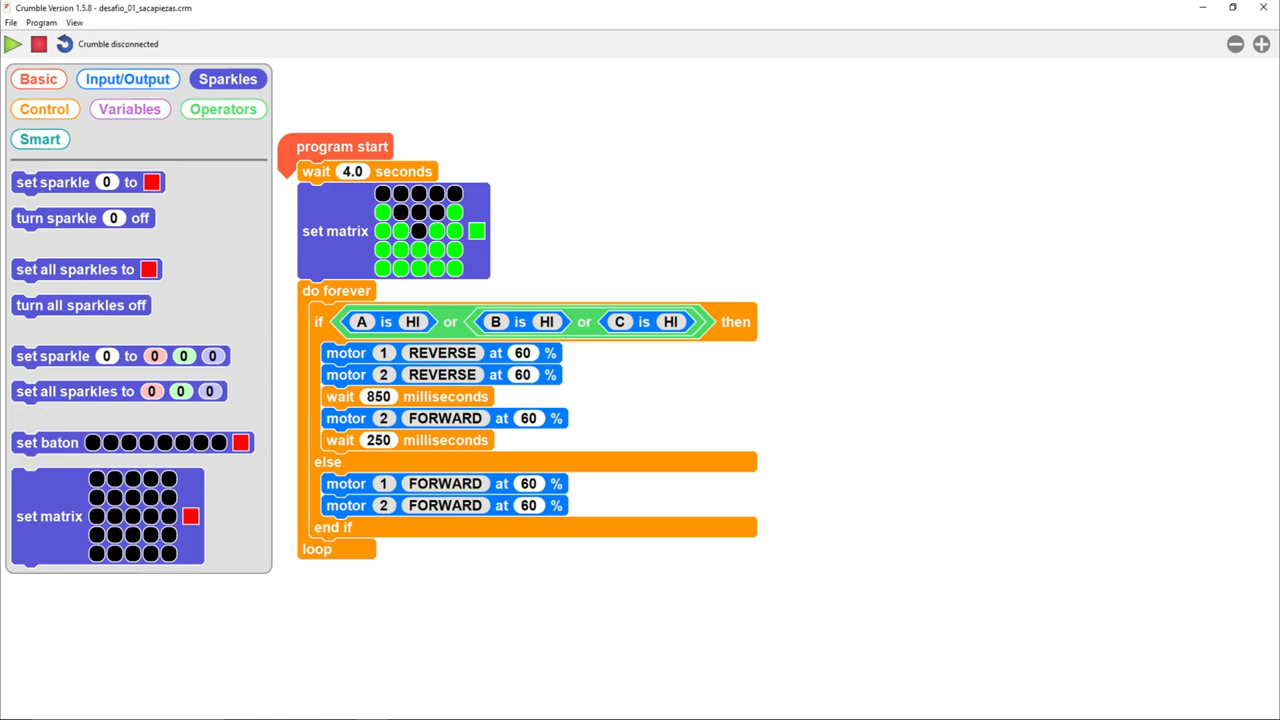 Crumble Version 1.5.8 - desafio_01_sacapiezas.crm
File Program View
Crumble disconnected
Basic Input/Output Sparkles
Control Variables Operators
Smart
set sparkle 0 to
turn sparkle 0 off
set all sparkles to
turn all sparkles off
set sparkle 0 to 0 0 0
set all sparkles to 0 0 0
set baton
set matrix
program start
wait 4.0 seconds
set matrix
do forever
if A is HI or B is HI or C is HI then
motor 1 REVERSE at 60 %
motor 2 REVERSE at 60 %
wait 850 milliseconds
motor 2 FORWARD at 60 %
wait 250 milliseconds
else
motor 1 FORWARD at 60 %
motor 2 FORWARD at 60 %
end if
loop